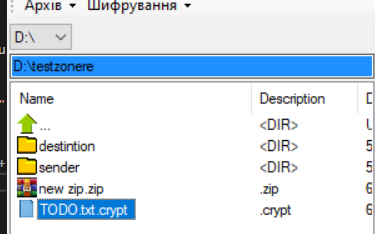 Архів Шифрування
D:\
D:\testzonere
Name Description
... <DIR>
destintion <DIR> 5
sender <DIR> 5
new zip.zip .zip 6
TODO.txt.crypt .crypt 6